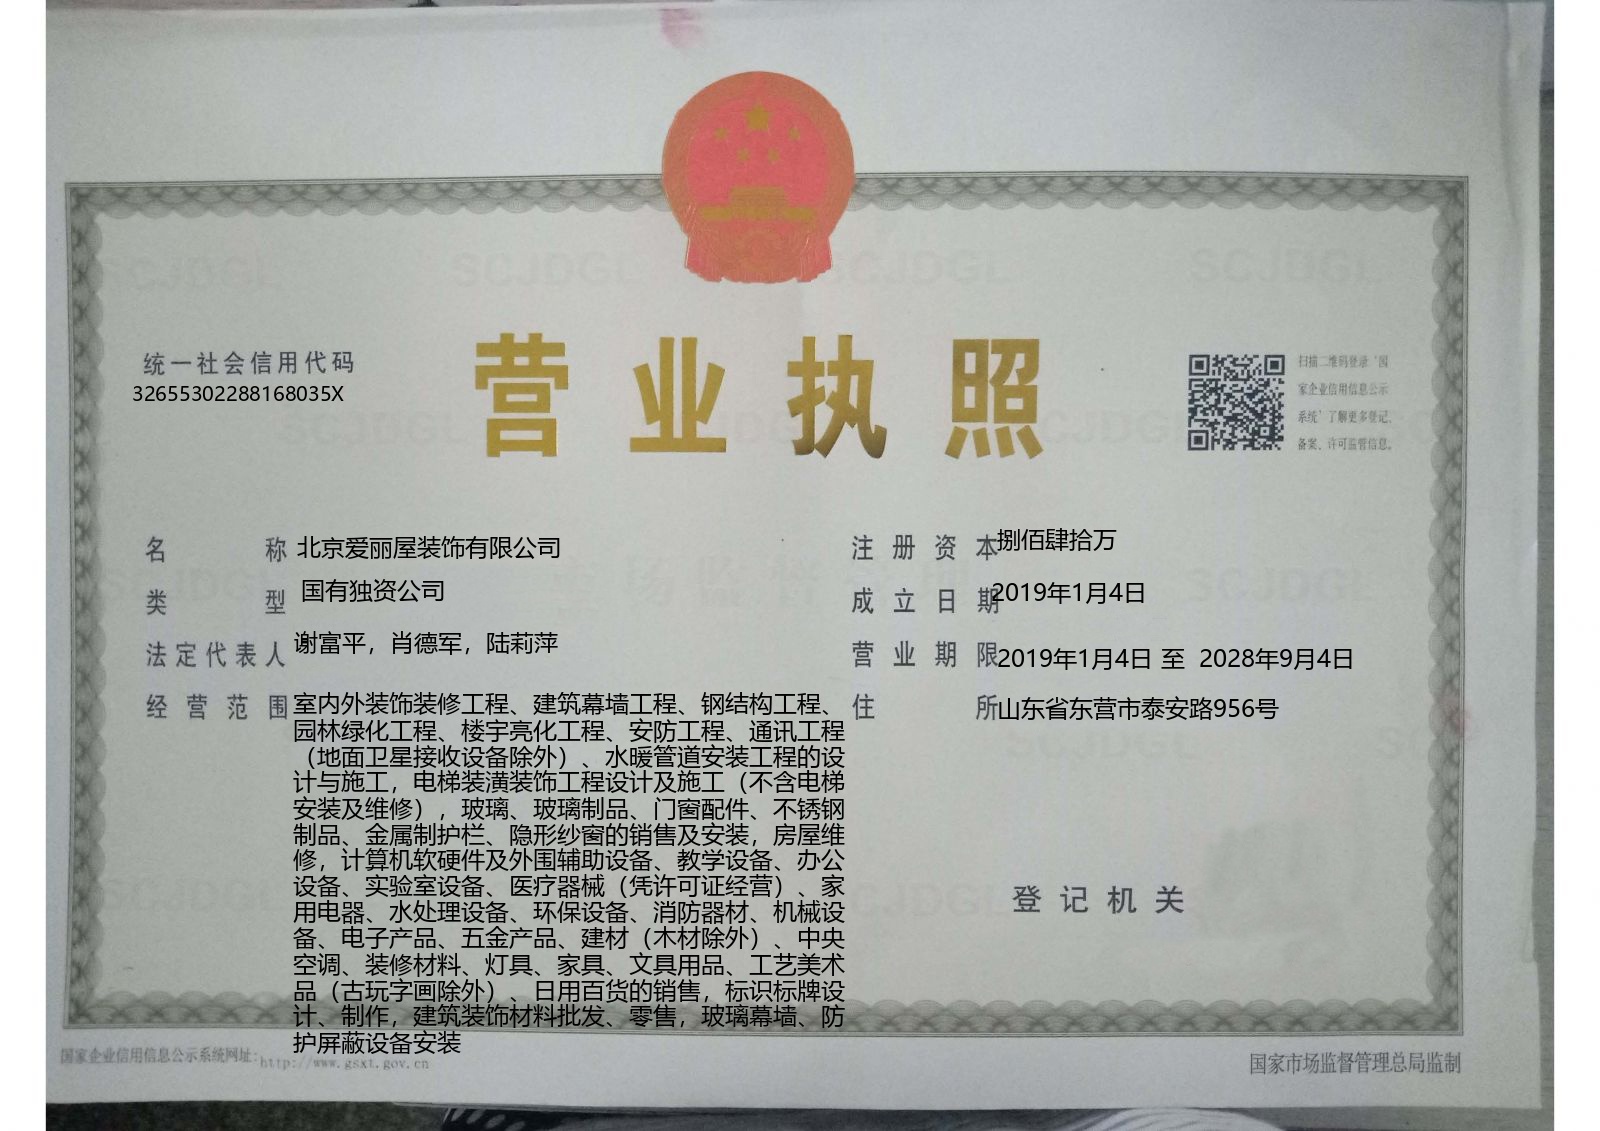 统一社会信用代码
32655302288168035X
营业执照
扫描二维码登录‘国
家企业信用信息公示
系统’了解更多登记、
备案、许可监管信息。
名称 北京爱丽屋装饰有限公司
类型 国有独资公司
法定代表人 谢富平，肖德军，陆莉萍
经营范围 室内外装饰装修工程、建筑幕墙工程、钢结构工程、
园林绿化工程、楼宇亮化工程、安防工程、通讯工程
（地面卫星接收设备除外）、水暖管道安装工程的设
计与施工，电梯装潢装饰工程设计及施工（不含电梯
安装及维修），玻璃、玻璃制品、门窗配件、不锈钢
制品、金属制护栏、隐形纱窗的销售及安装，房屋维
修，计算机软硬件及外围辅助设备、教学设备、办公
设备、实验室设备、医疗器械（凭许可证经营）、家
用电器、水处理设备、环保设备、消防器材、机械设
备、电子产品、五金产品、建材（木材除外）、中央
空调、装修材料、灯具、家具、文具用品、工艺美术
品（古玩字画除外）、日用百货的销售，标识标牌设
计、制作，建筑装饰材料批发、零售，玻璃幕墙、防
护屏蔽设备安装
注册资本 捌佰肆拾万
成立日期 2019年1月4日
营业期限 2019年1月4日 至 2028年9月4日
住所 山东省东营市泰安路956号
登记机关
国家企业信用信息公示系统网址：http://www.gsxt.gov.cn
国家市场监督管理总局监制